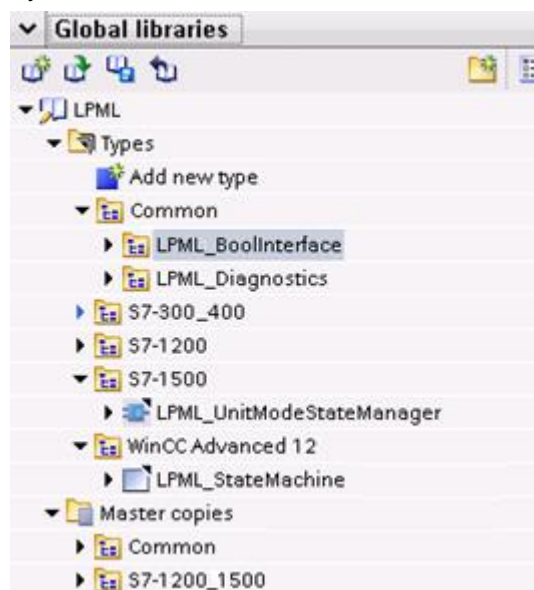 Global libraries
LPML
Types
Add new type
Common
LPML_BoolInterface
LPML_Diagnostics
S7-300_400
S7-1200
S7-1500
LPML_UnitModeStateManager
WinCC Advanced 12
LPML_StateMachine
Master copies
Common
S7-1200_1500